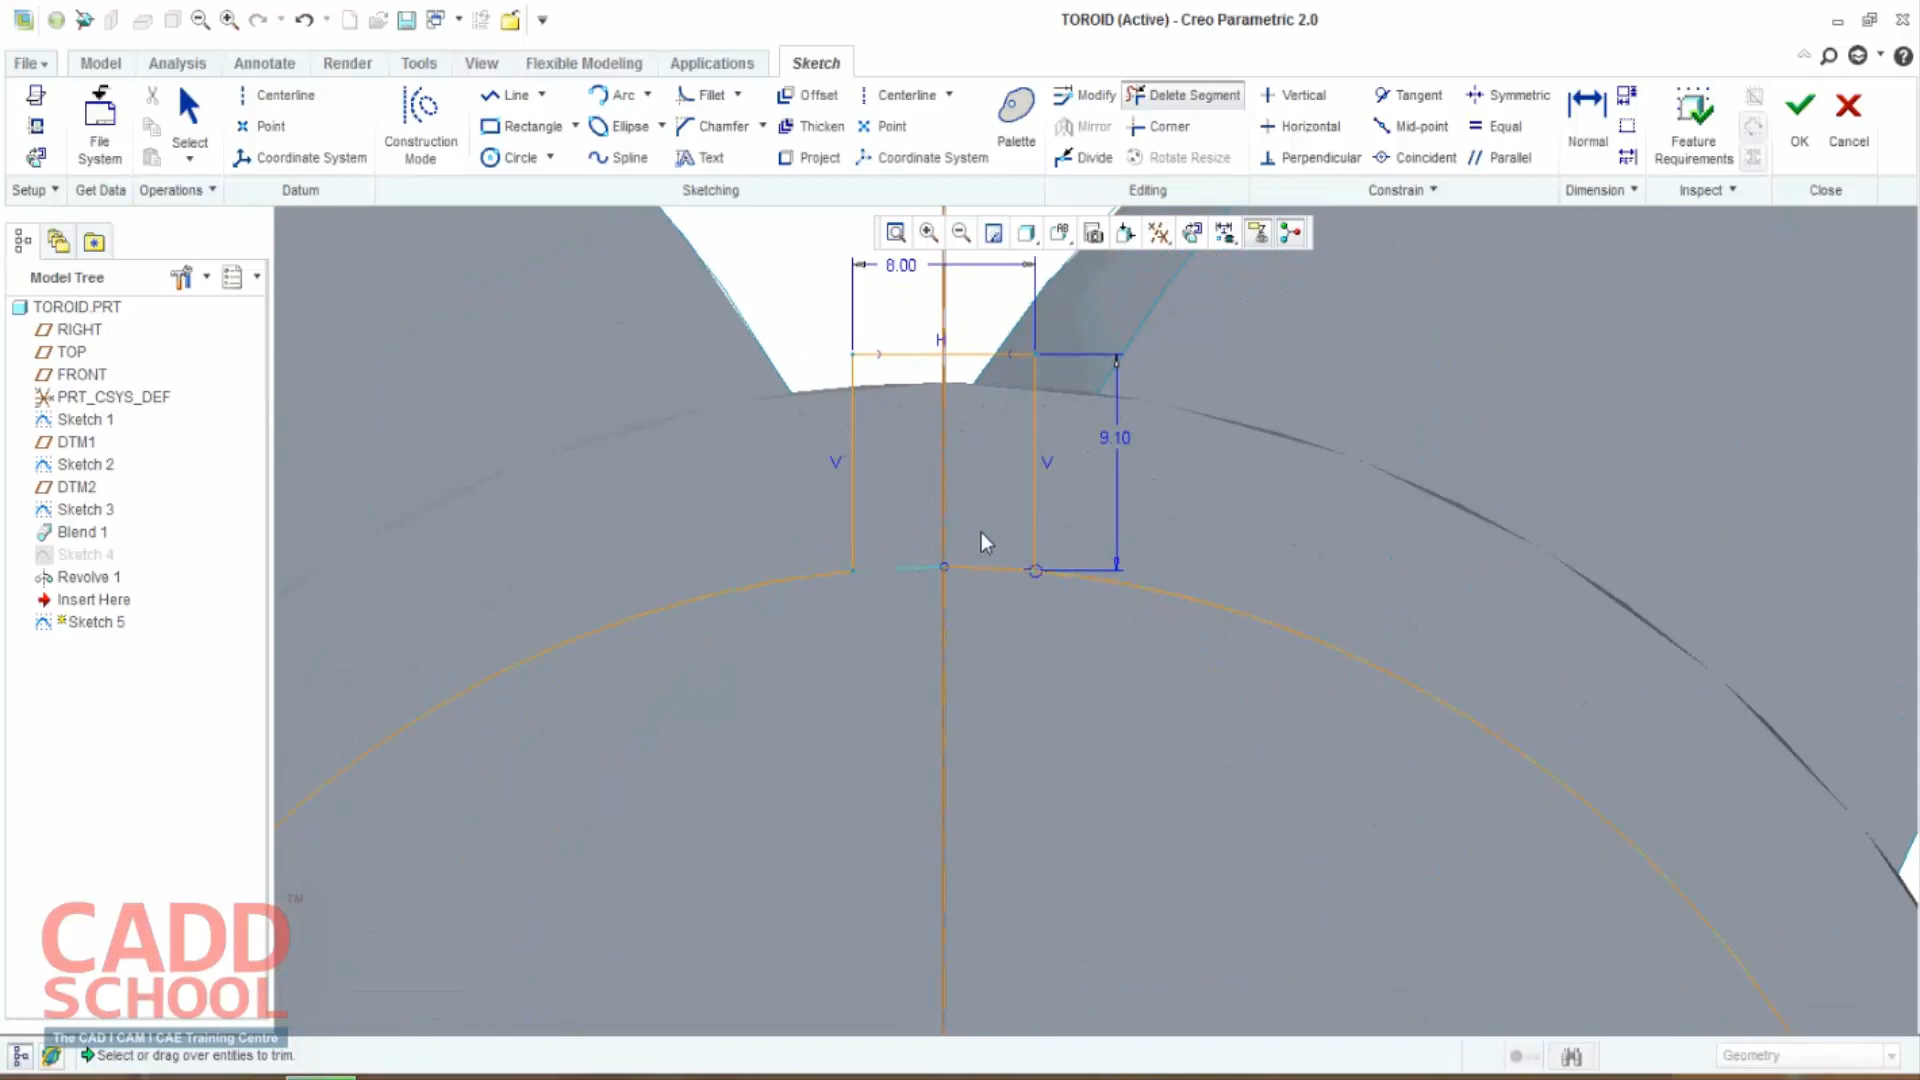 TOROID (Active) - Creo Parametric 2.0
File Model Analysis Annotate Render Tools View Flexible Modeling Applications Sketch
Centerline Line Arc Fillet Offset Centerline Modify Delete Segment Vertical Tangent Symmetric
Point Rectangle Ellipse Chamfer Thicken Point Mirror Corner Horizontal Mid-point Equal
File System Select Construction Mode Palette Normal Feature Requirements OK Cancel
Coordinate System Circle Spline Text Project Coordinate System Divide Rotate Resize Perpendicular Coincident Parallel
Setup Get Data Operations Datum Sketching Editing Constrain Dimension Inspect Close
Model Tree
TOROID.PRT
RIGHT
TOP
FRONT
PRT_CSYS_DEF
Sketch 1
DTM1
Sketch 2
DTM2
Sketch 3
Blend 1
Sketch 4
Revolve 1
Insert Here
Sketch 5
8.00
H
9.10
V V
CADD
SCHOOL
TM
The CAD I CAM I CAE Training Centre
Select or drag over entities to trim.
Geometry